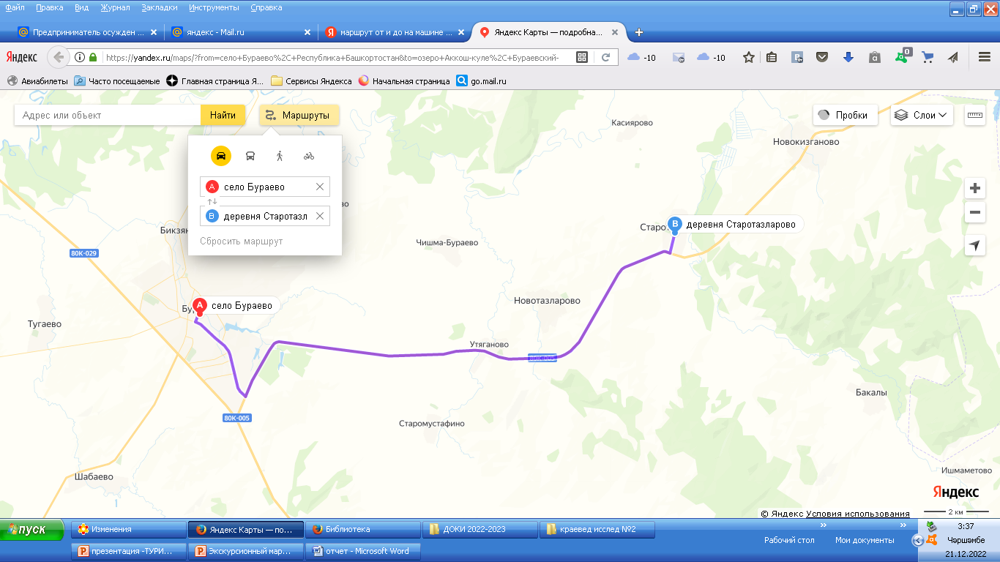 Файл Правка Вид Журнал Закладки Инструменты Справка
Предприниматель осужден ...
яндекс - Mail.ru
маршрут от и до на машине ...
Яндекс Карты — подробна...
Яндекс
https://yandex.ru/maps/?from=село+Бураево%2C+Республика+Башкортостан&to=озеро+Аккош-куле%2C+Бураевский-
-10
-10
0
Авиабилеты
Часто посещаемые
Главная страница Я...
Сервисы Яндекса
Начальная страница
go.mail.ru
Адрес или объект
Найти
Маршруты
Пробки
Слои
A село Бураево
B деревня Старотазл
Сбросить маршрут
Касиярово
Новокизганово
Чишма-Бураево
B деревня Старотазларово
80К-029
A село Бураево
Новотазларово
Тугаево
Утяганово
80К-005
Бакалы
80К-005
Старомустафино
Шабаево
Ишмаметово
Яндекс
© Яндекс Условия использования
2 км
пуск
Изменения
Яндекс Карты — по...
Библиотека
ДОКИ 2022-2023
краевед исслед №2
презентация -ТУРИ...
Экскурсионный мар...
отчет - Microsoft Word
Рабочий стол
Мои документы
3:37
Чәршәмбе
21.12.2022